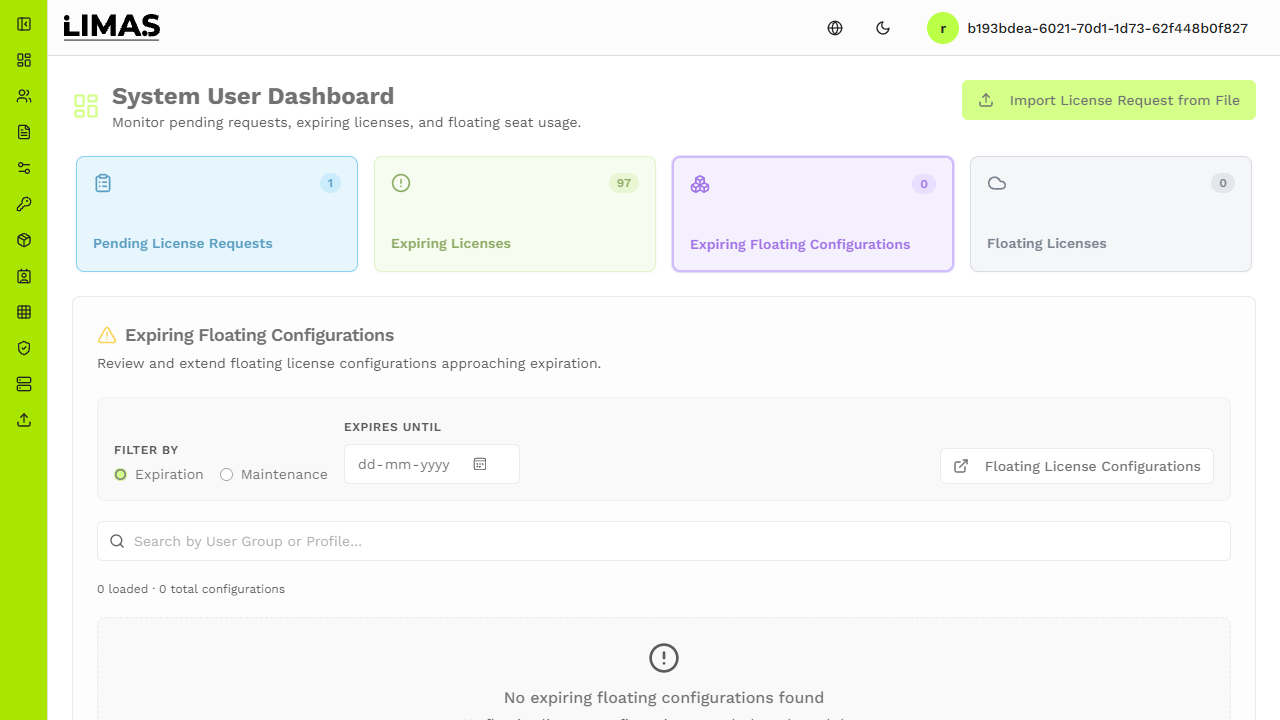 LIMAS
r
b193bdea-6021-70d1-1d73-62f448b0f827
System User Dashboard
Monitor pending requests, expiring licenses, and floating seat usage.
Import License Request from File
1
Pending License Requests
97
Expiring Licenses
0
Expiring Floating Configurations
0
Floating Licenses
Expiring Floating Configurations
Review and extend floating license configurations approaching expiration.
FILTER BY
Expiration
Maintenance
EXPIRES UNTIL
dd-mm-yyyy
Floating License Configurations
Search by User Group or Profile...
0 loaded · 0 total configurations
No expiring floating configurations found